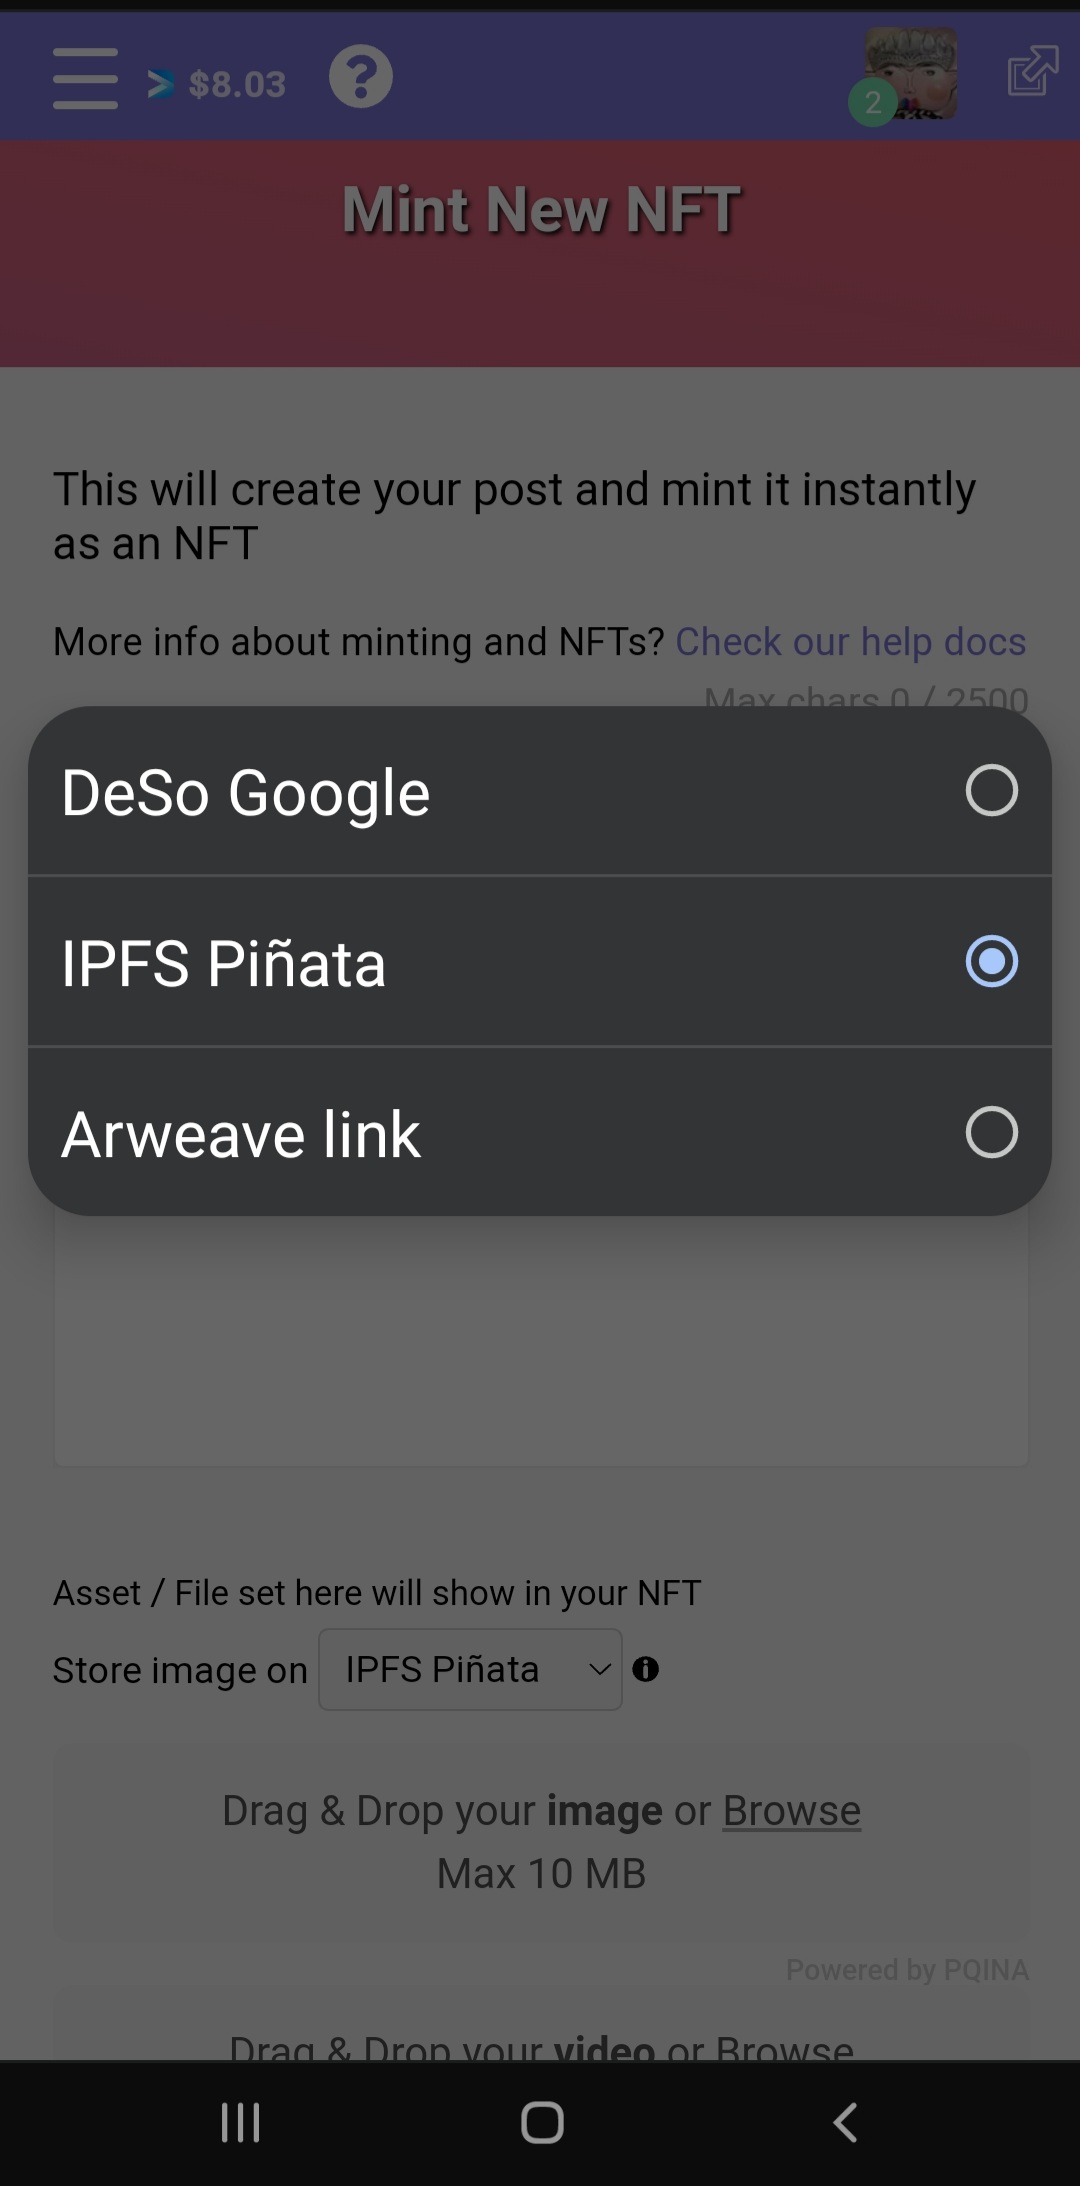 $8.03
?
2
Mint New NFT
This will create your post and mint it instantly
as an NFT
More info about minting and NFTs? Check our help docs
Max chars 0 / 2500
DeSo Google
IPFS Piñata
Arweave link
Asset / File set here will show in your NFT
Store image on IPFS Piñata
Drag & Drop your image or Browse
Max 10 MB
Powered by PQINA
Drag & Drop your video or Browse